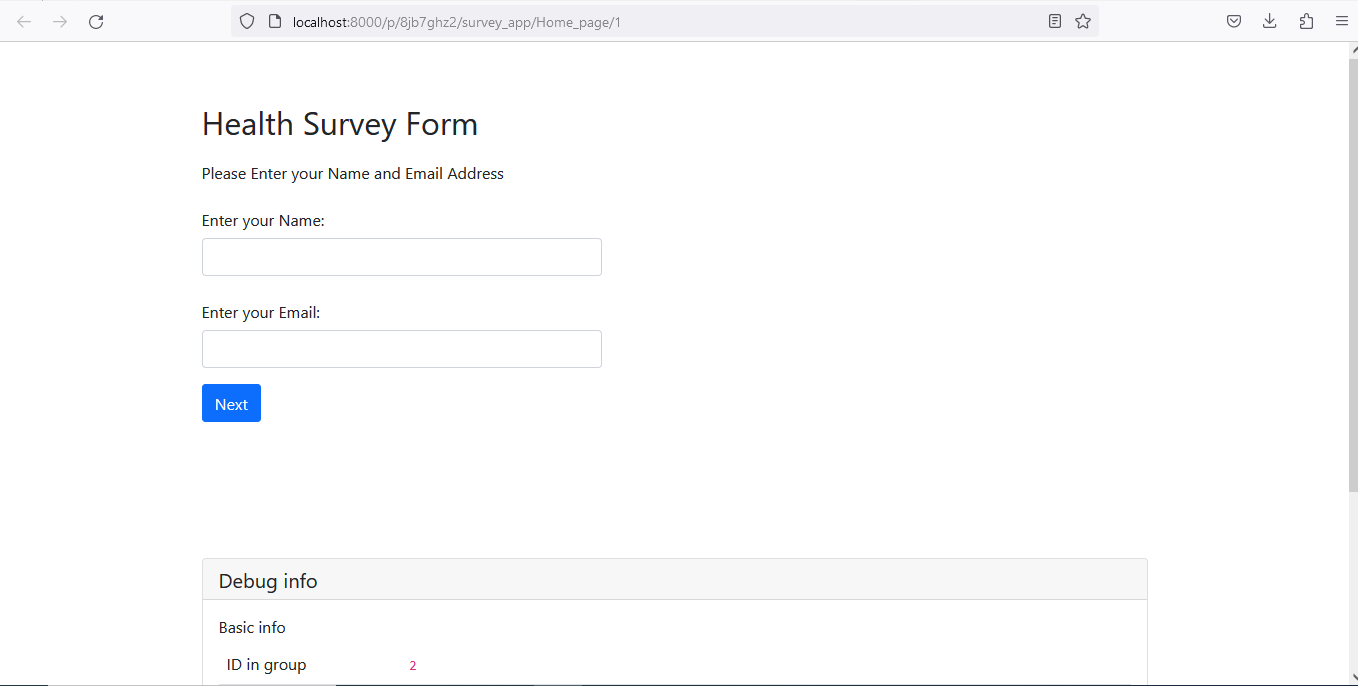 localhost:8000/p/8jb7ghz2/survey_app/Home_page/1
Health Survey Form
Please Enter your Name and Email Address
Enter your Name:
Enter your Email:
Next
Debug info
Basic info
ID in group 2